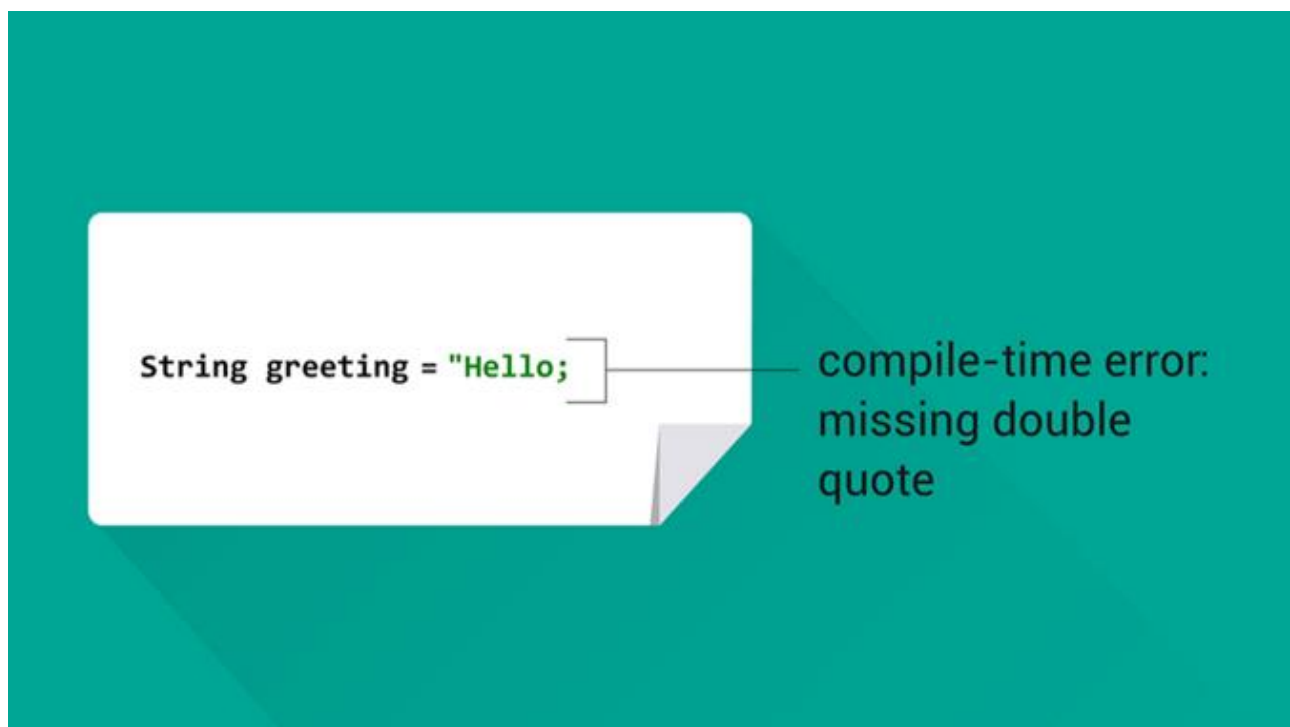 String greeting = "Hello;
compile-time error:
missing double
quote